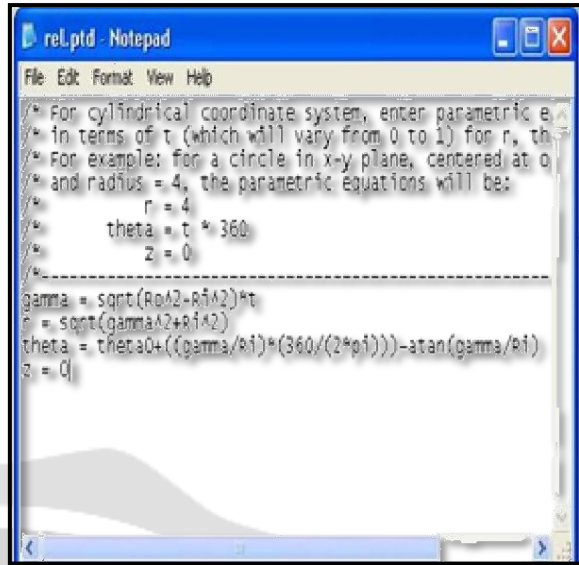 rel.ptd - Notepad
File Edit Format View Help
/* For cylindrical coordinate system, enter parametric e
/* in terms of t (which will vary from 0 to 1) for r, th
/* For example: for a circle in x-y plane, centered at o
/* and radius = 4, the parametric equations will be:
/* r = 4
/* theta = t * 360
/* z = 0
/*-------------------------------------------------------
gamma = sqrt(Ro^2-Ri^2)*t
r = sqrt(gamma^2+Ri^2)
theta = theta0+((gamma/Ri)*(360/(2*pi)))-atan(gamma/Ri)
z = 0